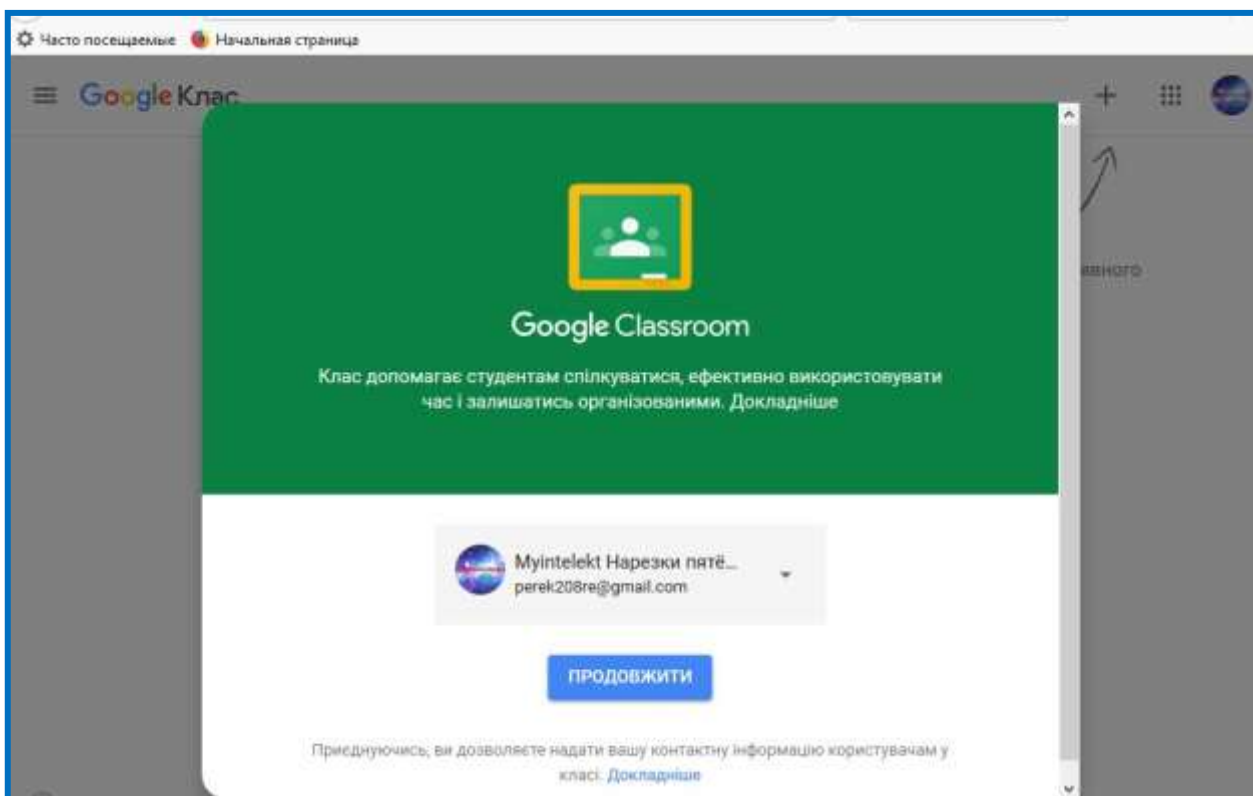 Часто посещаемые Начальная страница
Google Клас
Google Classroom
Клас допомагає студентам спілкуватися, ефективно використовувати
час і залишатись організованими. Докладніше
Myintelekt Нарезки пятё...
perek208re@gmail.com
ПРОДОВЖИТИ
Приєднуючись, ви дозволяєте надати вашу контактну інформацію користувачам у
класі. Докладніше